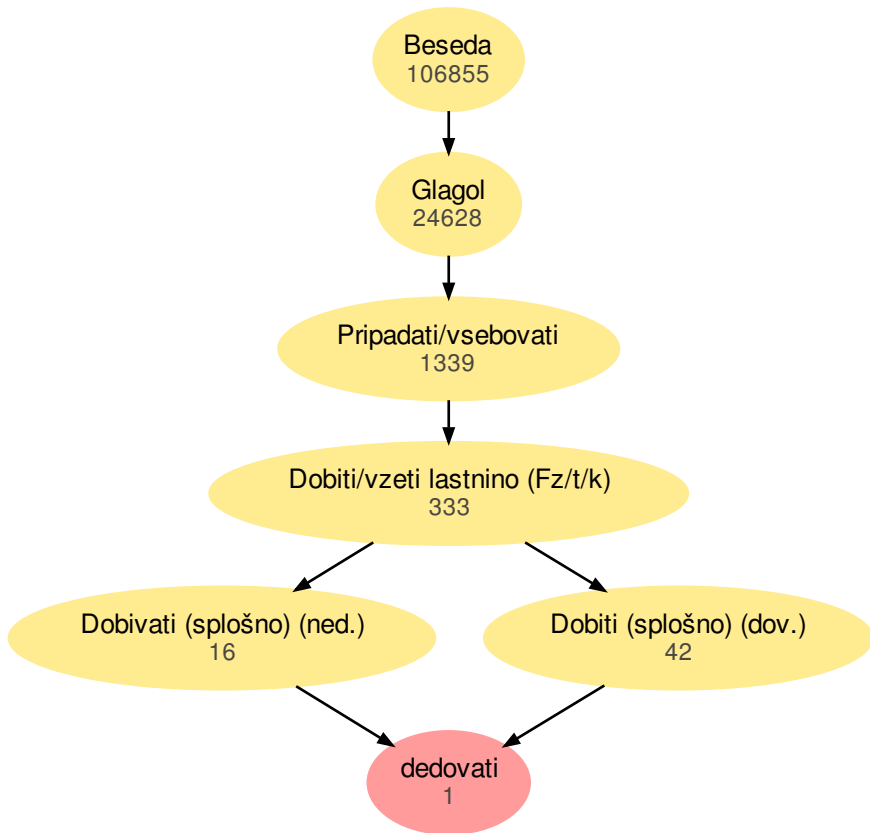 Beseda
106855
Glagol
24628
Pripadati/vsebovati
1339
Dobiti/vzeti lastnino (Fz/t/k)
333
Dobivati (splošno) (ned.)
16
Dobiti (splošno) (dov.)
42
dedovati
1